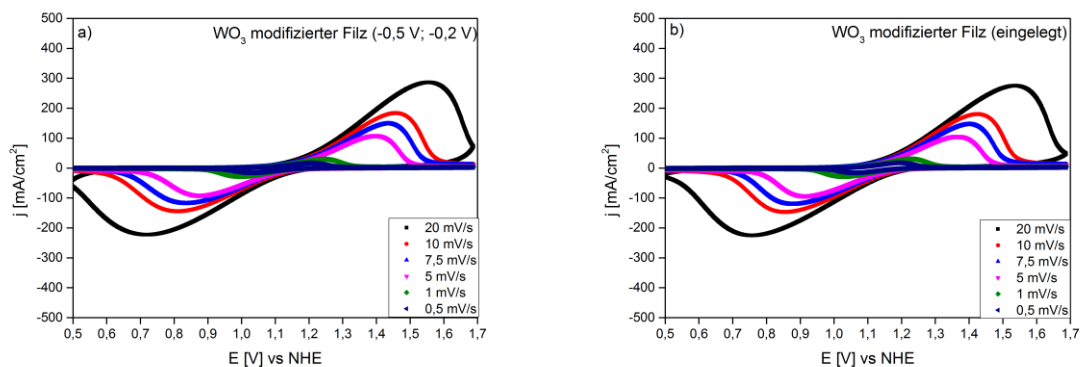 a) WO3 modifizierter Filz (-0,5 V; -0,2 V)
500
400
300
200
100
0
-100
-200
-300
-400
-500
j [mA/cm²]
20 mV/s
10 mV/s
7,5 mV/s
5 mV/s
1 mV/s
0,5 mV/s
0,5 0,6 0,7 0,8 0,9 1,0 1,1 1,2 1,3 1,4 1,5 1,6 1,7
E [V] vs NHE
b) WO3 modifizierter Filz (eingelegt)
500
400
300
200
100
0
-100
-200
-300
-400
-500
j [mA/cm²]
20 mV/s
10 mV/s
7,5 mV/s
5 mV/s
1 mV/s
0,5 mV/s
0,5 0,6 0,7 0,8 0,9 1,0 1,1 1,2 1,3 1,4 1,5 1,6 1,7
E [V] vs NHE